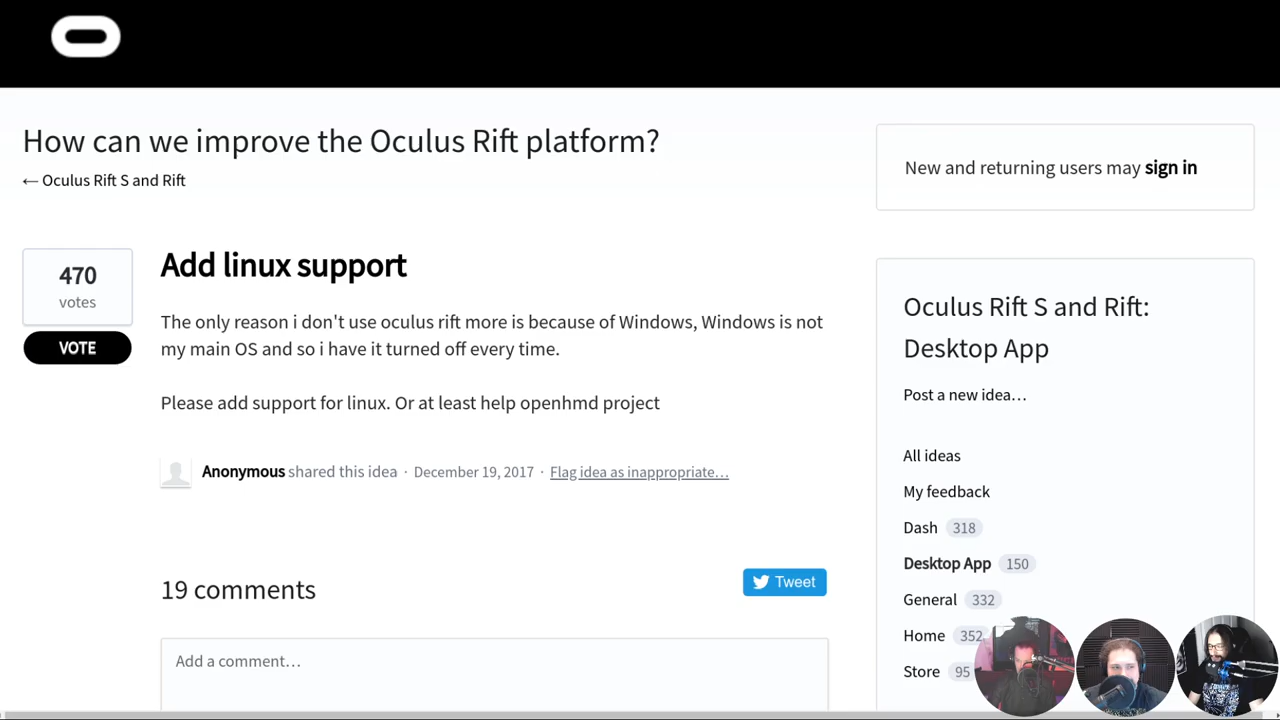 How can we improve the Oculus Rift platform?
← Oculus Rift S and Rift
New and returning users may sign in
470
votes
VOTE
Add linux support
The only reason i don't use oculus rift more is because of Windows, Windows is not
my main OS and so i have it turned off every time.
Please add support for linux. Or at least help openhmd project
Anonymous shared this idea · December 19, 2017 · Flag idea as inappropriate…
19 comments
Tweet
Add a comment…
Oculus Rift S and Rift:
Desktop App
Post a new idea…
All ideas
My feedback
Dash 318
Desktop App 150
General 332
Home 352
Store 95